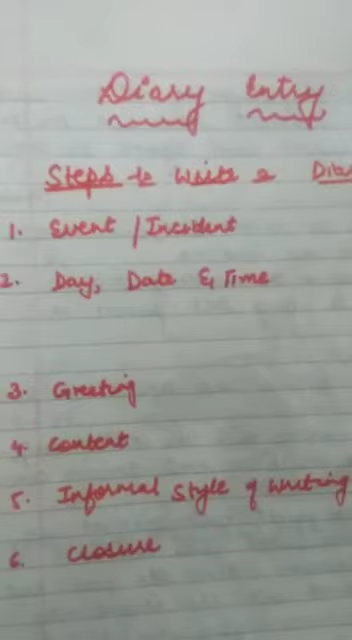 Diary Entry
Steps to write a
1. Event / Incident
2. Day, Date & Time
3. Greeting
4. Content
5. Informal Style of Writing
6. Closure